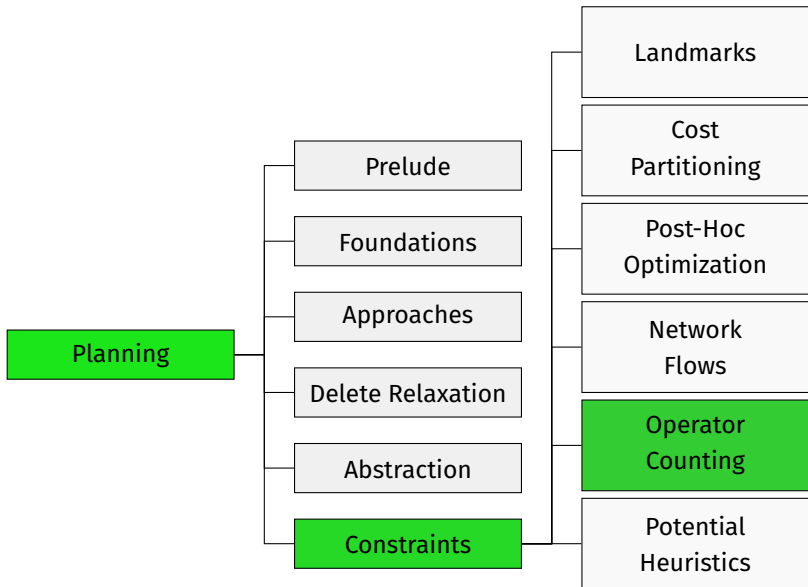 Planning
Prelude
Foundations
Approaches
Delete Relaxation
Abstraction
Constraints
Landmarks
Cost
Partitioning
Post-Hoc
Optimization
Network
Flows
Operator
Counting
Potential
Heuristics